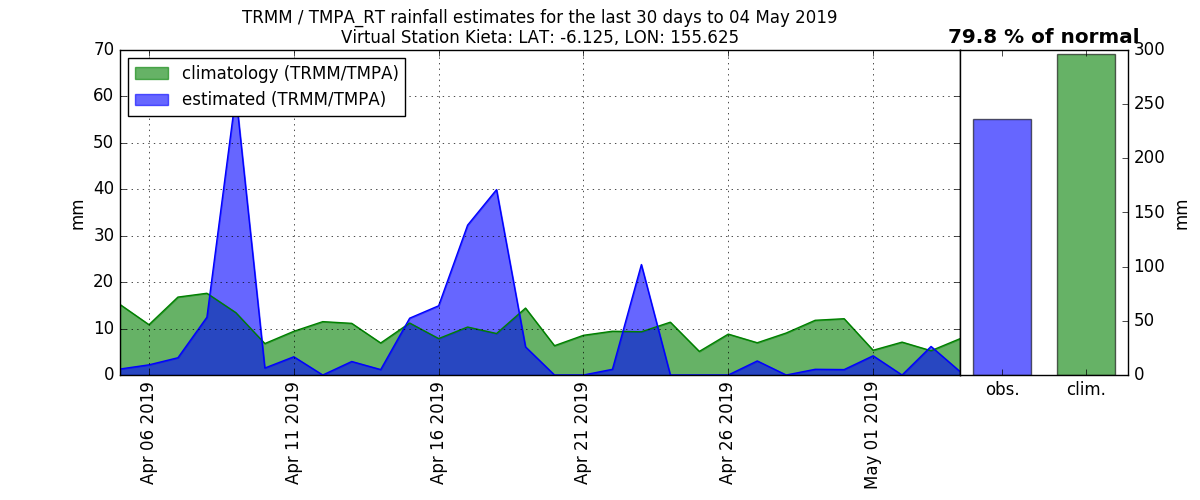 TRMM / TMPA_RT rainfall estimates for the last 30 days to 04 May 2019
Virtual Station Kieta: LAT: -6.125, LON: 155.625
79.8 % of normal
climatology (TRMM/TMPA)
estimated (TRMM/TMPA)
70
60
50
40
30
20
10
0
mm
Apr 06 2019
Apr 11 2019
Apr 16 2019
Apr 21 2019
Apr 26 2019
May 01 2019
300
250
200
150
100
50
0
mm
obs.
clim.